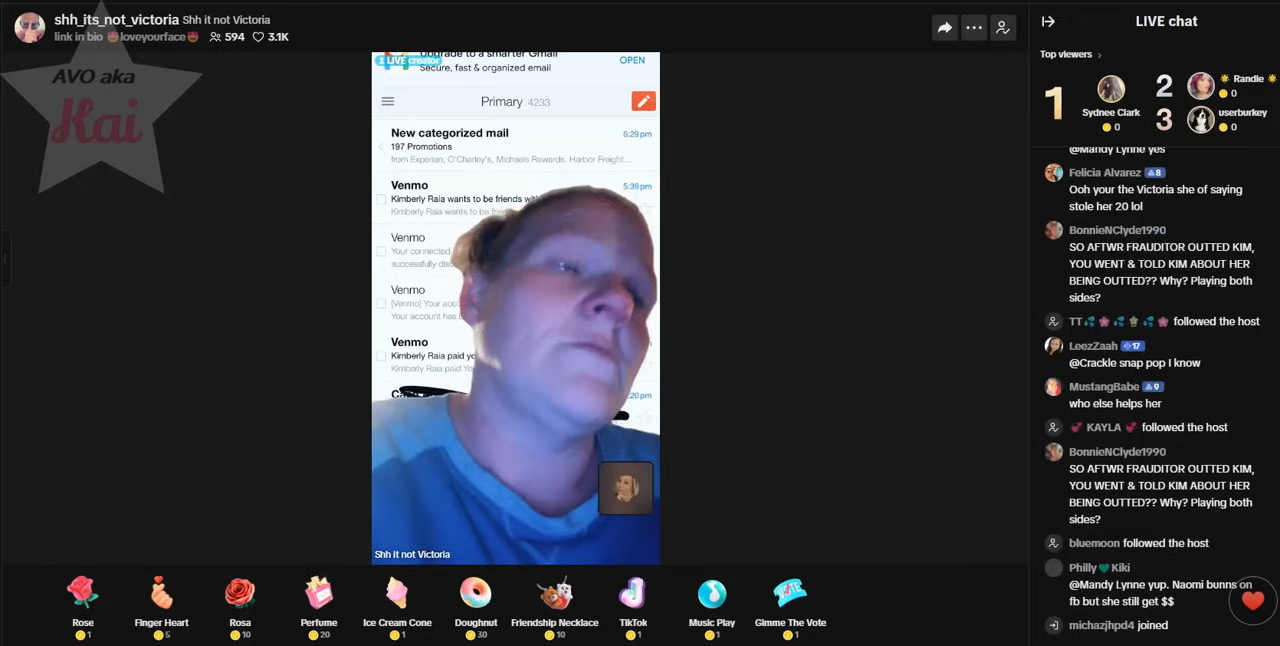 shh_its_not_victoria Shh it not Victoria
link in bio loveyourface
594 3.1K
AVO aka
Kai
Upgrade to a smarter Gmail
LIVE creator
Secure, fast & organized email
OPEN
Primary 4233
New categorized mail 6:29 pm
197 Promotions
from Experian, O'Charley's, Michaels Rewards, Harbor Freight...
Venmo 5:39pm
Kimberly Raia wants to be friends
Kimberly Raia wants to be
Venmo
Your connected
successfully
Venmo
[Venmo] Your
Your account has
Venmo
Kimberly Raia paid
Kimberly Raia paid You
:20pm
Shh it not Victoria
Rose
1
Finger Heart
5
Rosa
10
Perfume
20
Ice Cream Cone
1
Doughnut
30
Friendship Necklace
10
TikTok
1
Music Play
1
Gimme The Vote
1
LIVE chat
Top viewers >
1
Sydnee Clark
0
2
Randle
0
3
userburkey
0
@Mandy Lynne yes
Felicia Alvarez 8
Ooh your the Victoria she of saying
stole her 20 lol
BonnieNClyde1990
SO AFTWR FRAUDITOR OUTTED KIM,
YOU WENT & TOLD KIM ABOUT HER
BEING OUTTED?? Why? Playing both
sides?
TT followed the host
LeezZaah 17
@Crackle snap pop I know
MustangBabe 9
who else helps her
KAYLA followed the host
BonnieNClyde1990
SO AFTWR FRAUDITOR OUTTED KIM,
YOU WENT & TOLD KIM ABOUT HER
BEING OUTTED?? Why? Playing both
sides?
bluemoon followed the host
Philly Kiki
@Mandy Lynne yup. Naomi bunns on
fb but she still get $$
michazjhpd4 joined